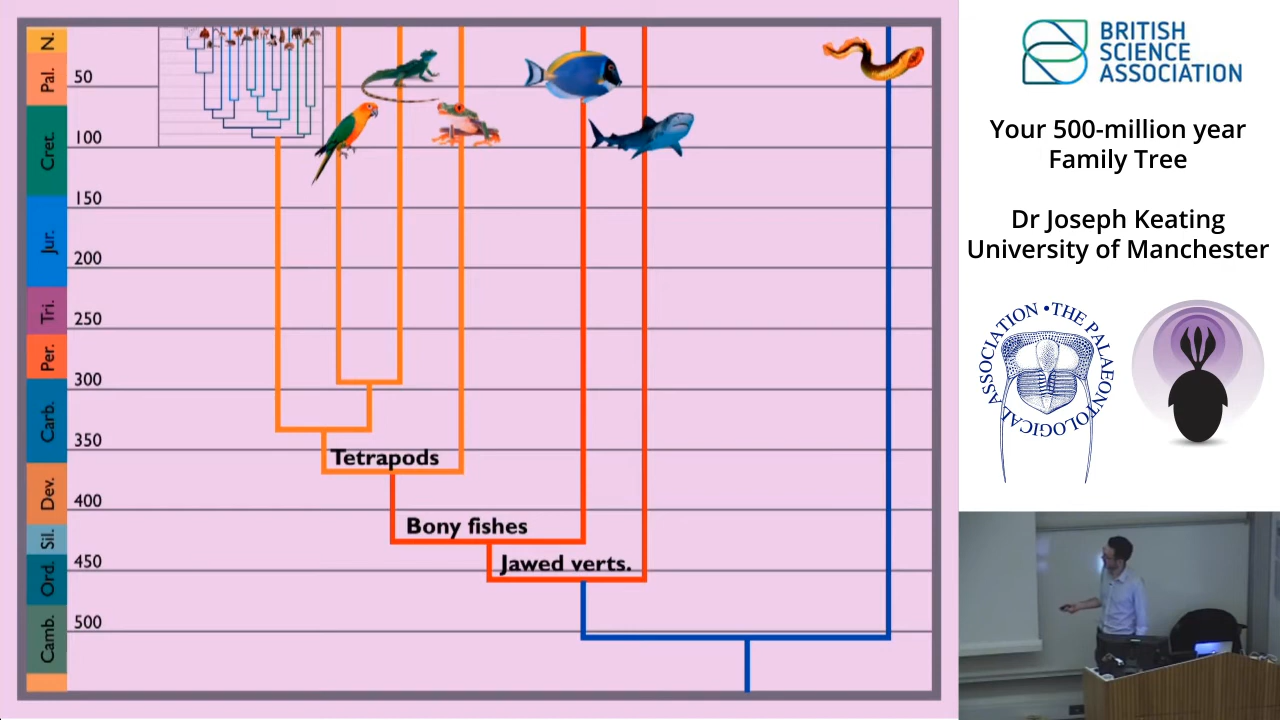 N.
Pal.
Cret.
Jur.
Tri.
Per.
Carb.
Dev.
Sil.
Ord.
Camb.
50
100
150
200
250
300
350
400
450
500
Tetrapods
Bony fishes
Jawed verts.
BRITISH
SCIENCE
ASSOCIATION
Your 500-million year
Family Tree
Dr Joseph Keating
University of Manchester
THE PALAEONTOLOGICAL ASSOCIATION •